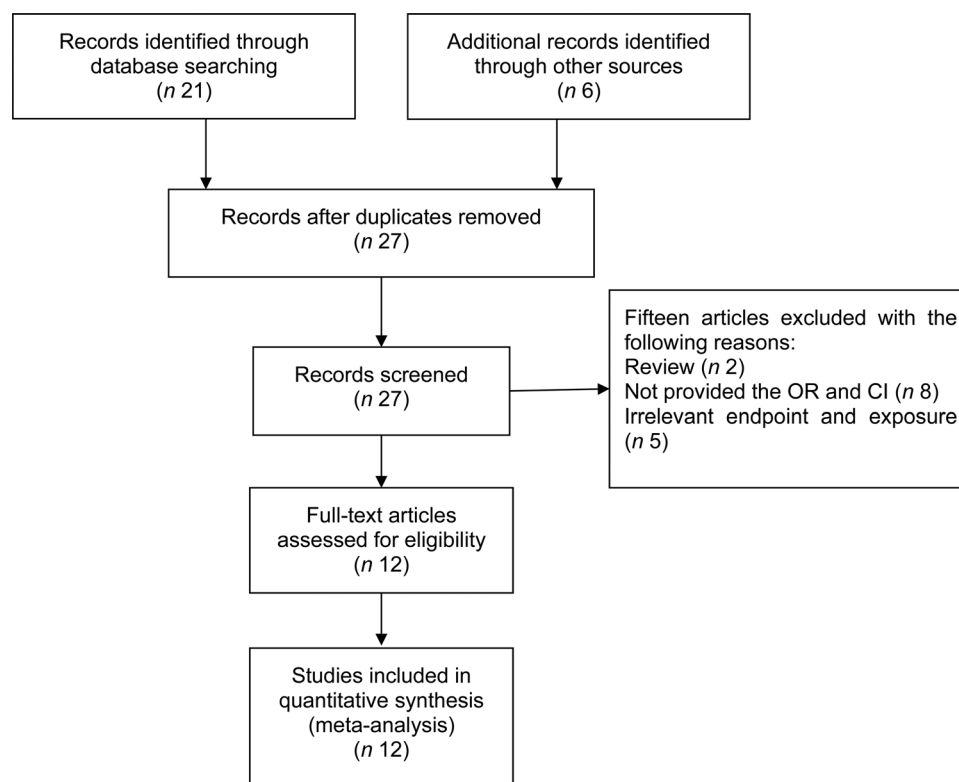 Records identified through
database searching
(n 21)
Additional records identified
through other sources
(n 6)
Records after duplicates removed
(n 27)
Records screened
(n 27)
Fifteen articles excluded with the
following reasons:
Review (n 2)
Not provided the OR and CI (n 8)
Irrelevant endpoint and exposure
(n 5)
Full-text articles
assessed for eligibility
(n 12)
Studies included in
quantitative synthesis
(meta-analysis)
(n 12)